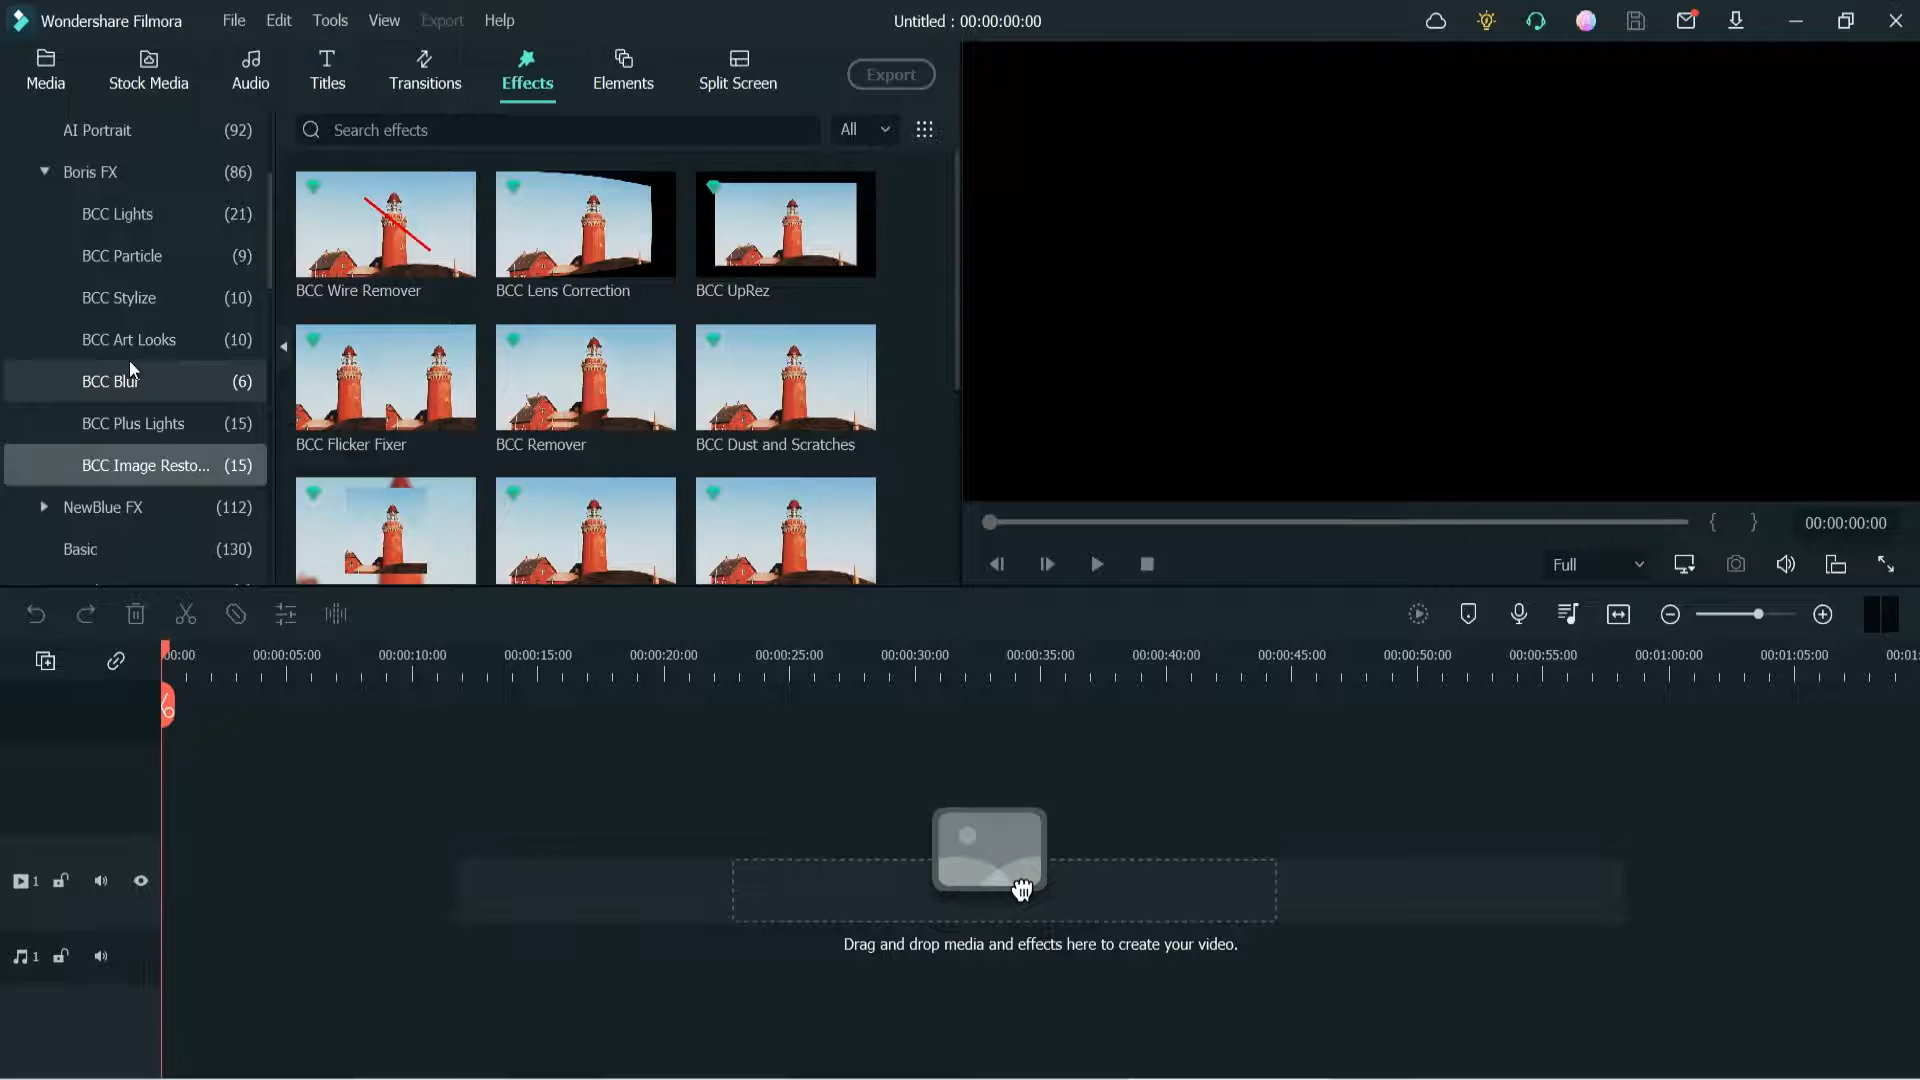 Wondershare Filmora
File Edit Tools View Export Help
Untitled : 00:00:00:00
Media
Stock Media
Audio
Titles
Transitions
Effects
Elements
Split Screen
Export
AI Portrait (92)
Boris FX (86)
BCC Lights (21)
BCC Particle (9)
BCC Stylize (10)
BCC Art Looks (10)
BCC Blur (6)
BCC Plus Lights (15)
BCC Image Resto... (15)
NewBlue FX (112)
Basic (130)
Search effects
All
BCC Wire Remover
BCC Lens Correction
BCC UpRez
BCC Flicker Fixer
BCC Remover
BCC Dust and Scratches
{ } 00:00:00:00
Full
00:00 00:00:05:00 00:00:10:00 00:00:15:00 00:00:20:00 00:00:25:00 00:00:30:00 00:00:35:00 00:00:40:00 00:00:45:00 00:00:50:00 00:00:55:00 00:01:00:00 00:01:05:00 00:01:
1
Drag and drop media and effects here to create your video.
1